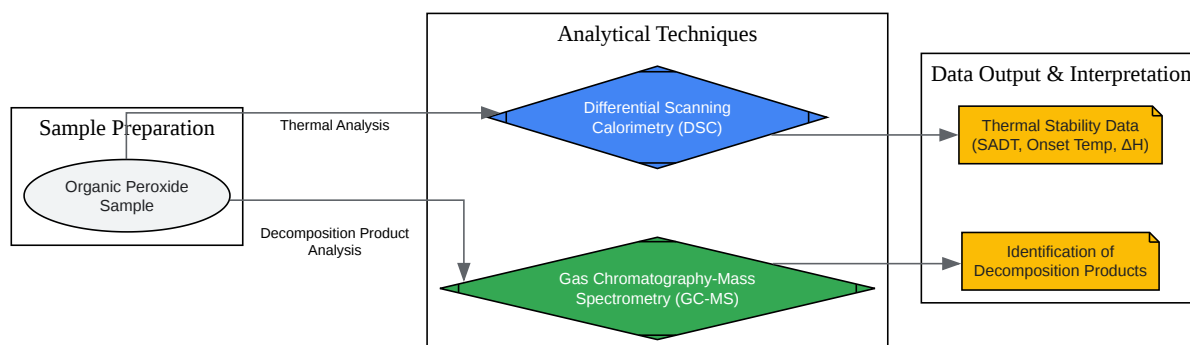 Sample Preparation
Organic Peroxide
Sample
Thermal Analysis
Decomposition Product
Analysis
Analytical Techniques
Differential Scanning
Calorimetry (DSC)
Gas Chromatography-Mass
Spectrometry (GC-MS)
Data Output & Interpretation
Thermal Stability Data
(SADT, Onset Temp, ΔH)
Identification of
Decomposition Products